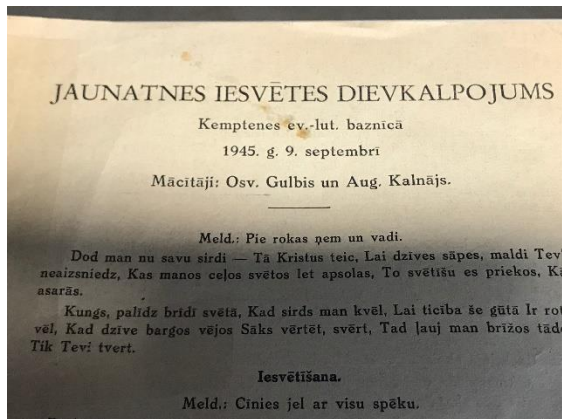 JAUNATNES IESVĒTES DIEVKALPOJUMS
Kemptenes ev.-lut. baznīcā
1945. g. 9. septembrī
Mācītāji: Osv. Gulbis un Aug. Kalnājs.
Meld.: Pie rokas ņem un vadi.
Dod man nu savu sirdi — Tā Kristus teic, Lai dzīves sāpes, maldi Tev
neaizsniedz, Kas manos ceļos svētos Iet apsolas, To svētīšu es priekos,
asarās.
Kungs, palīdz brīdī svētā, Kad sirds man kvēl, Lai ticība še gūtā Ir
vēl, Kad dzīve bargos vējos Sāks vērtēt, svērt, Tad ļauj man brīžos
Tik Tevi tvert.
Iesvētīšana.
Meld.: Cīnies jel ar visu spēku.